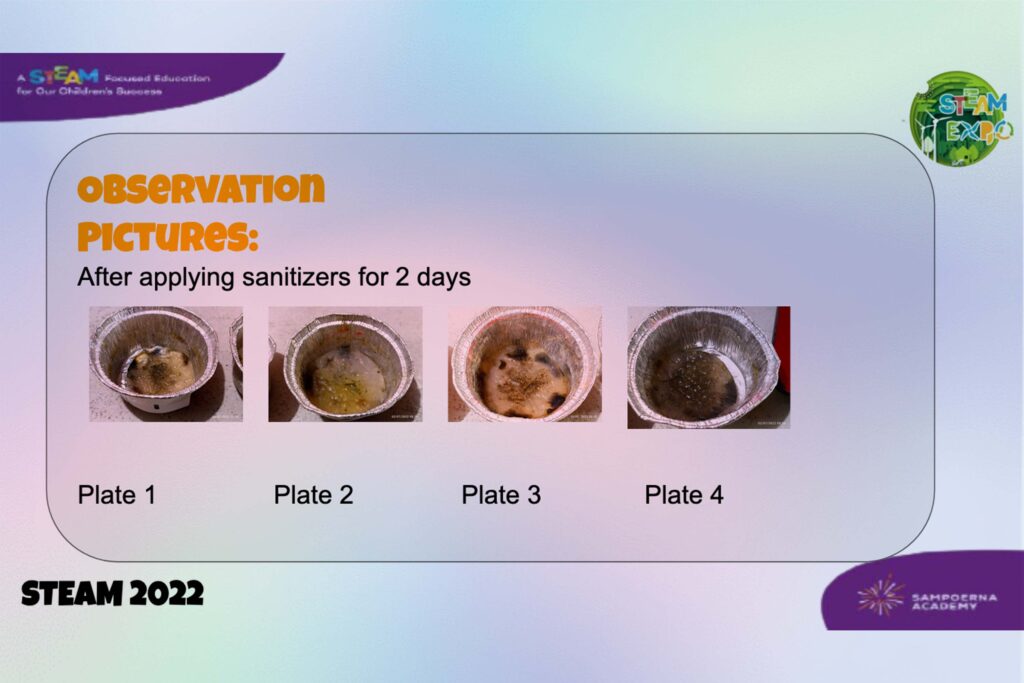 A STEAM Focused Education
for Our Children's Success
STEAM
EXPO
OBSERVATION
PICTURES:
After applying sanitizers for 2 days
Plate 1
Plate 2
Plate 3
Plate 4
STEAM 2022
SAMPOERNA
ACADEMY